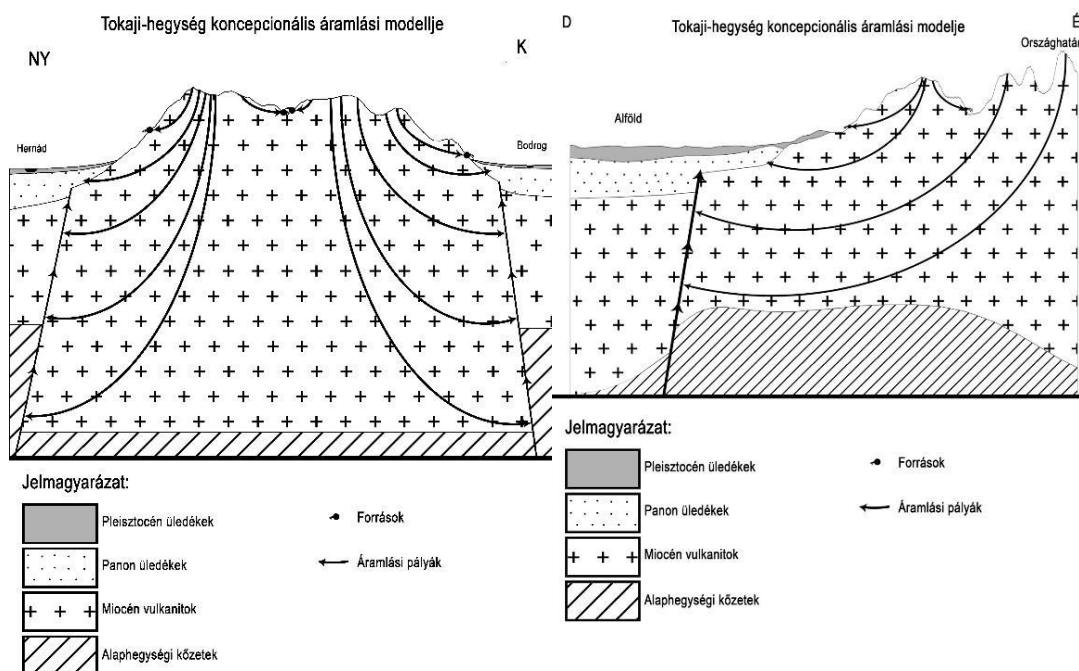 Tokaji-hegység koncepcionális áramlási modellje
NY
K
Hernád
Bodrog
Jelmagyarázat:
Pleisztocén üledékek
Panon üledékek
Miocén vulkanitok
Alaphegységi kőzetek
Források
Áramlási pályák
D
É
Tokaji-hegység koncepcionális áramlási modelje
Országhatár
Alföld
Jelmagyarázat:
Pleisztocén üledékek
Panon üledékek
Miocén vulkanitok
Alaphegységi kőzetek
Források
Áramlási pályák